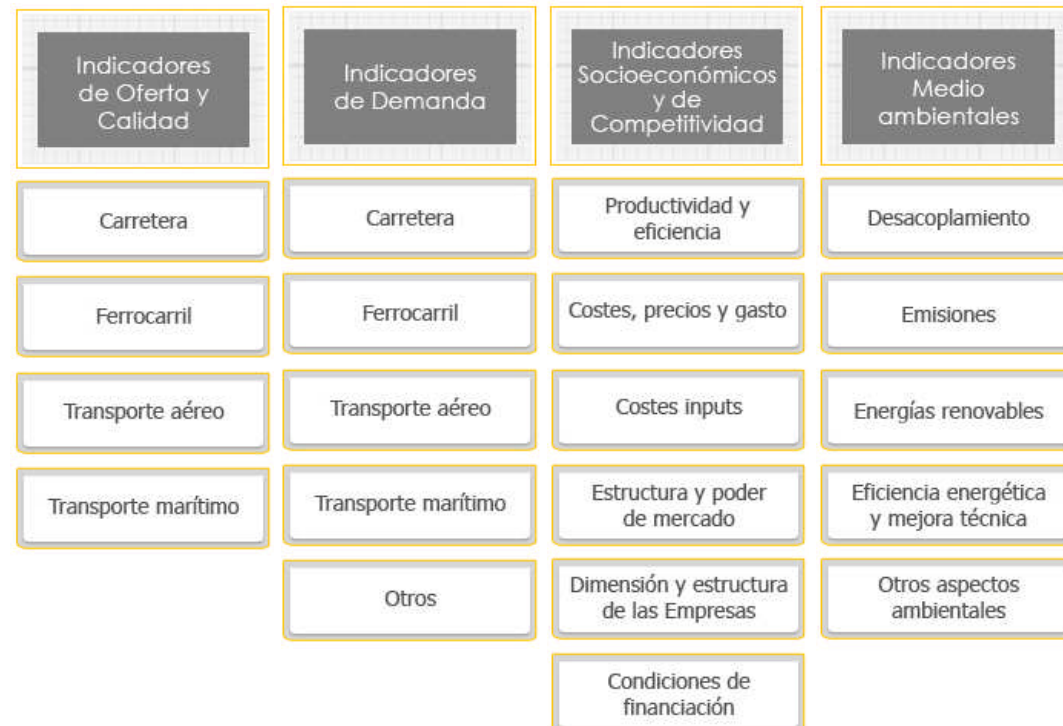 Indicadores
de Oferta y
Calidad
Carretera
Ferrocarril
Transporte aéreo
Transporte marítimo
Indicadores
de Demanda
Carretera
Ferrocarril
Transporte aéreo
Transporte marítimo
Otros
Indicadores
Socioeconómicos
y de
Competitividad
Productividad y
eficiencia
Costes, precios y gasto
Costes inputs
Estructura y poder
de mercado
Dimensión y estructura
de las Empresas
Condiciones de
financiación
Indicadores
Medio
ambientales
Desacoplamiento
Emisiones
Energías renovables
Eficiencia energética
y mejora técnica
Otros aspectos
ambientales